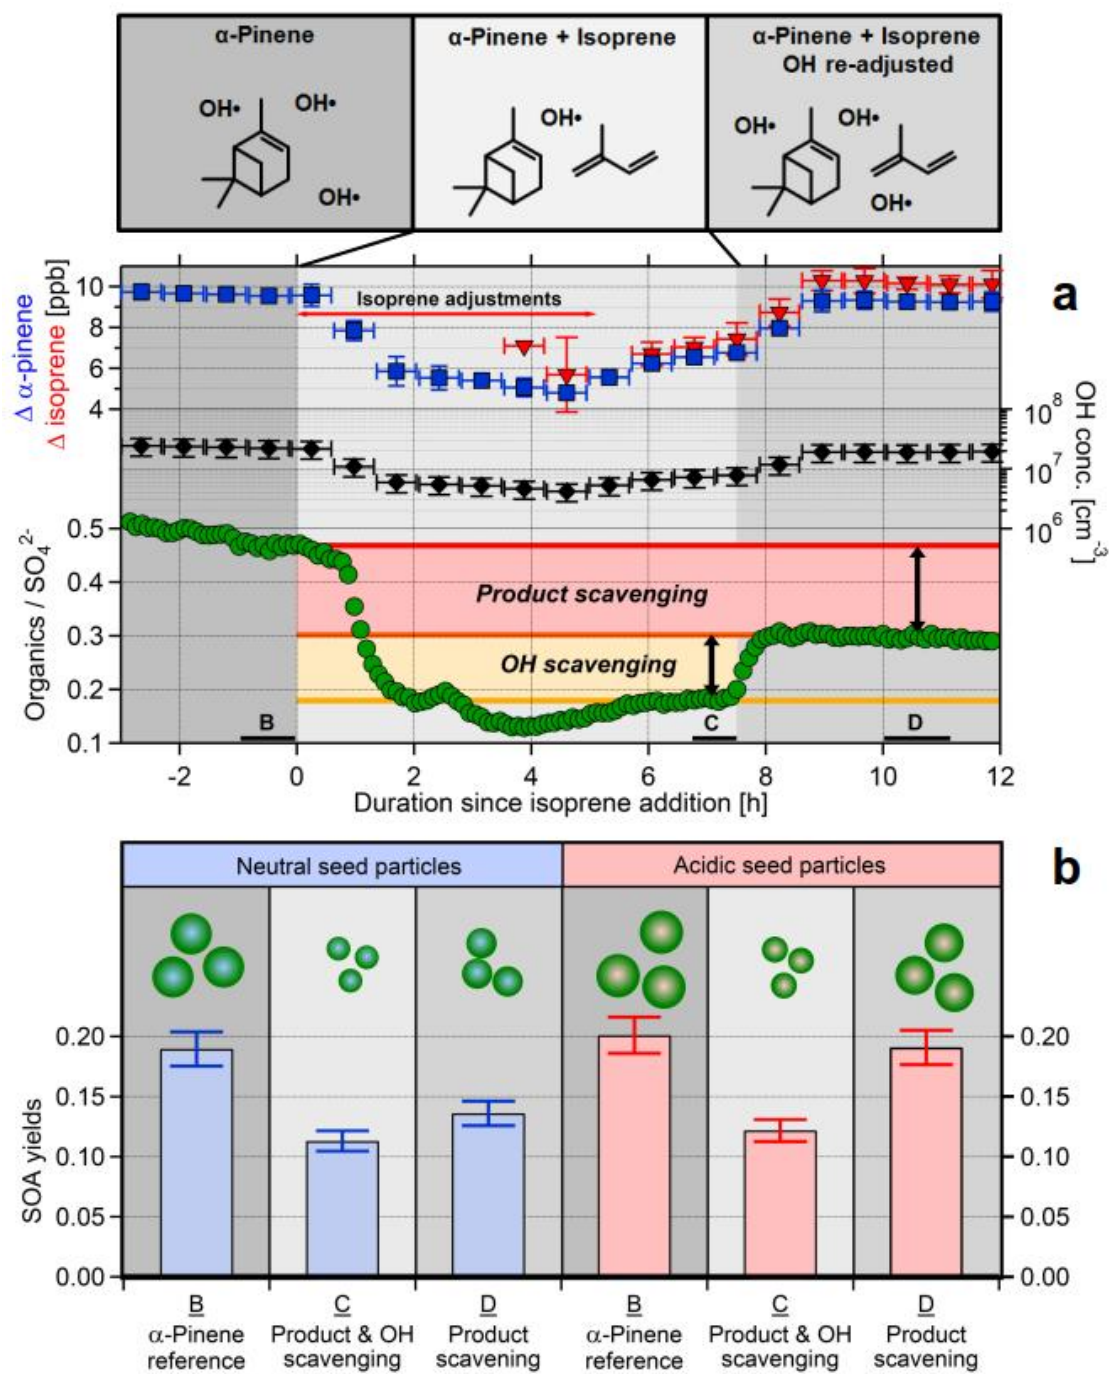 α-Pinene
α-Pinene + Isoprene
α-Pinene + Isoprene
OH re-adjusted
OH•
OH•
OH•
OH•
OH•
OH•
OH•
a
Δ α-pinene
Δ isoprene [ppb]
10
8
6
4
Isoprene adjustments
OH conc. [cm⁻³]
10⁸
10⁷
10⁶
Organics / SO₄²⁻
0.5
0.4
0.3
0.2
0.1
Product scavenging
OH scavenging
B
C
D
-2 0 2 4 6 8 10 12
Duration since isoprene addition [h]
b
Neutral seed particles
Acidic seed particles
SOA yields
0.20
0.15
0.10
0.05
0.00
0.20
0.15
0.10
0.05
0.00
B
α-Pinene
reference
C
Product & OH
scavenging
D
Product
scavening
B
α-Pinene
reference
C
Product & OH
scavenging
D
Product
scavening